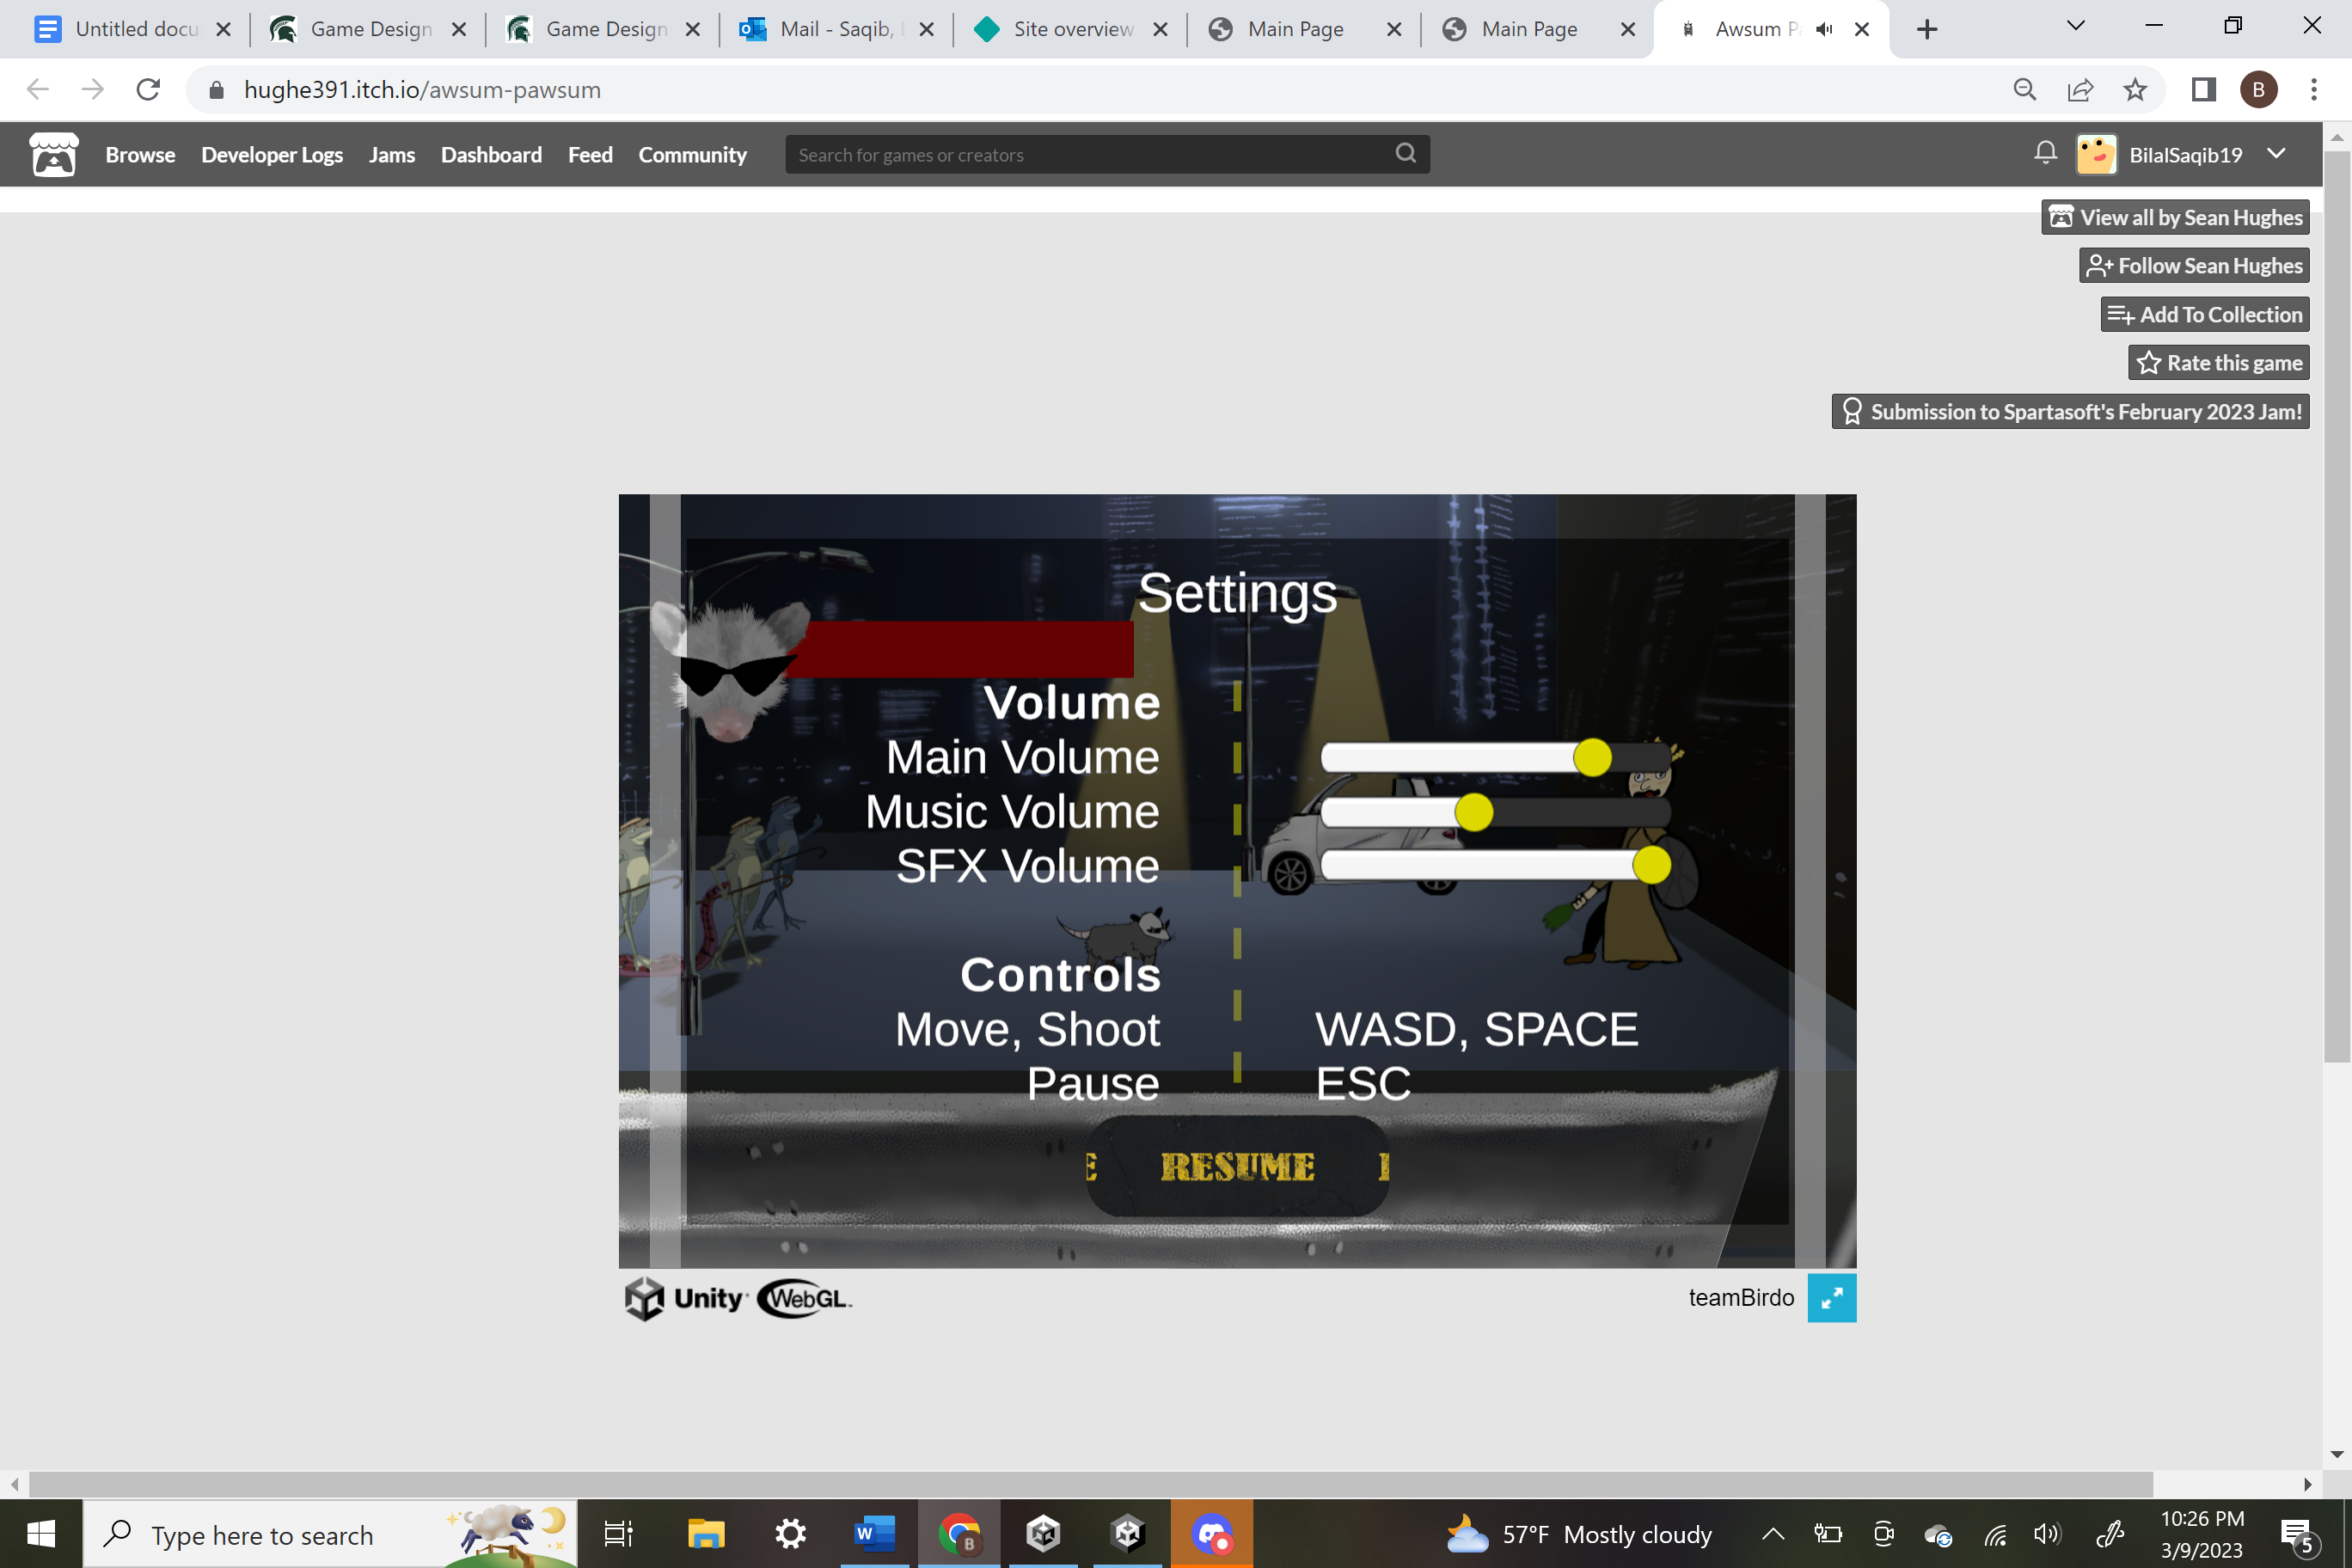 Untitled docu
Game Design
Game Design
Mail - Saqib,
Site overview
Main Page
Main Page
Awsum P
hughe391.itch.io/awsum-pawsum
B
Browse
Developer Logs
Jams
Dashboard
Feed
Community
Search for games or creators
BilalSaqib19
View all by Sean Hughes
Follow Sean Hughes
Add To Collection
Rate this game
Submission to Spartasoft's February 2023 Jam!
Settings
Volume
Main Volume
Music Volume
SFX Volume
Controls
Move, Shoot WASD, SPACE
Pause ESC
E RESUME
Unity WebGL
teamBirdo
Type here to search
W
B
57°F Mostly cloudy
10:26 PM
3/9/2023
5